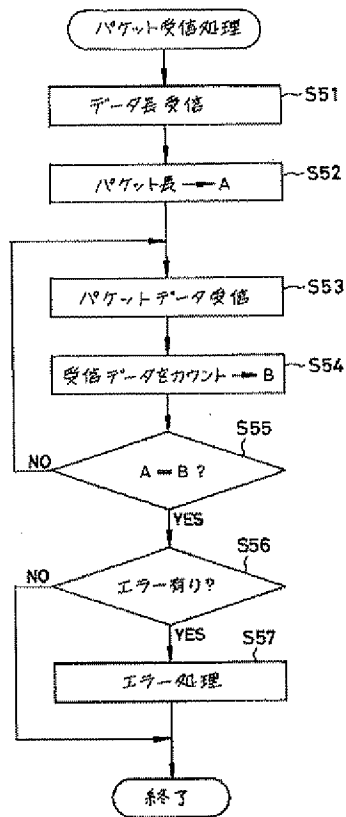 パケット受信処理
データ長受信
S51
パケット長→A
S52
パケットデータ受信
S53
受信データをカウント→B
S54
A=B?
S55
NO
YES
エラー有り?
S56
NO
YES
エラー処理
S57
終了